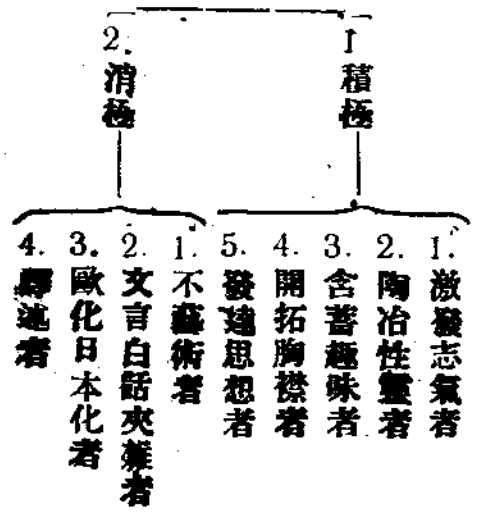 1 積極
1. 激發志氣者
2. 陶冶性靈者
3. 含蓄趣味者
4. 開拓胸襟者
5. 發達思想者
2. 消極
1. 不藝術者
2. 文言白話夾雜者
3. 歐化日本化者
4. 譯述者